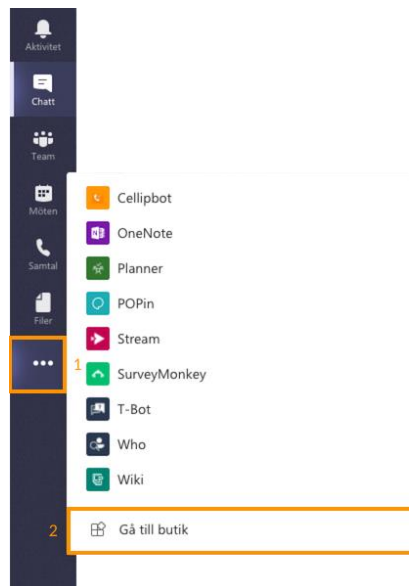 Aktivitet
Chatt
Team
Möten
Samtal
Filer
1
Cellipbot
OneNote
Planner
POPin
Stream
SurveyMonkey
T-Bot
Who
Wiki
2
Gå till butik